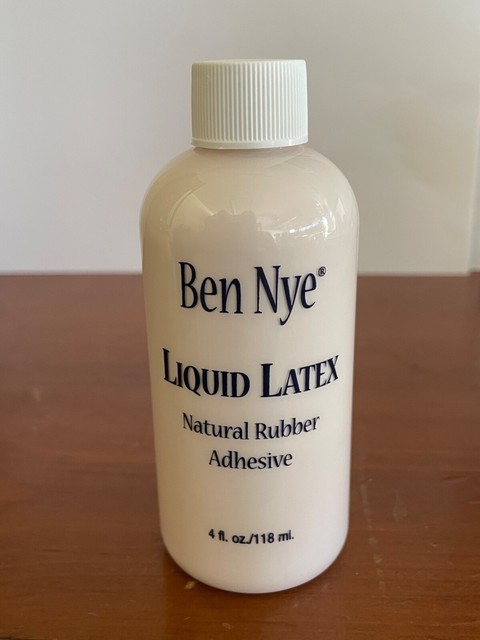 Ben Nye®
LIQUID LATEX
Natural Rubber
Adhesive
4 fl. oz./118 ml.